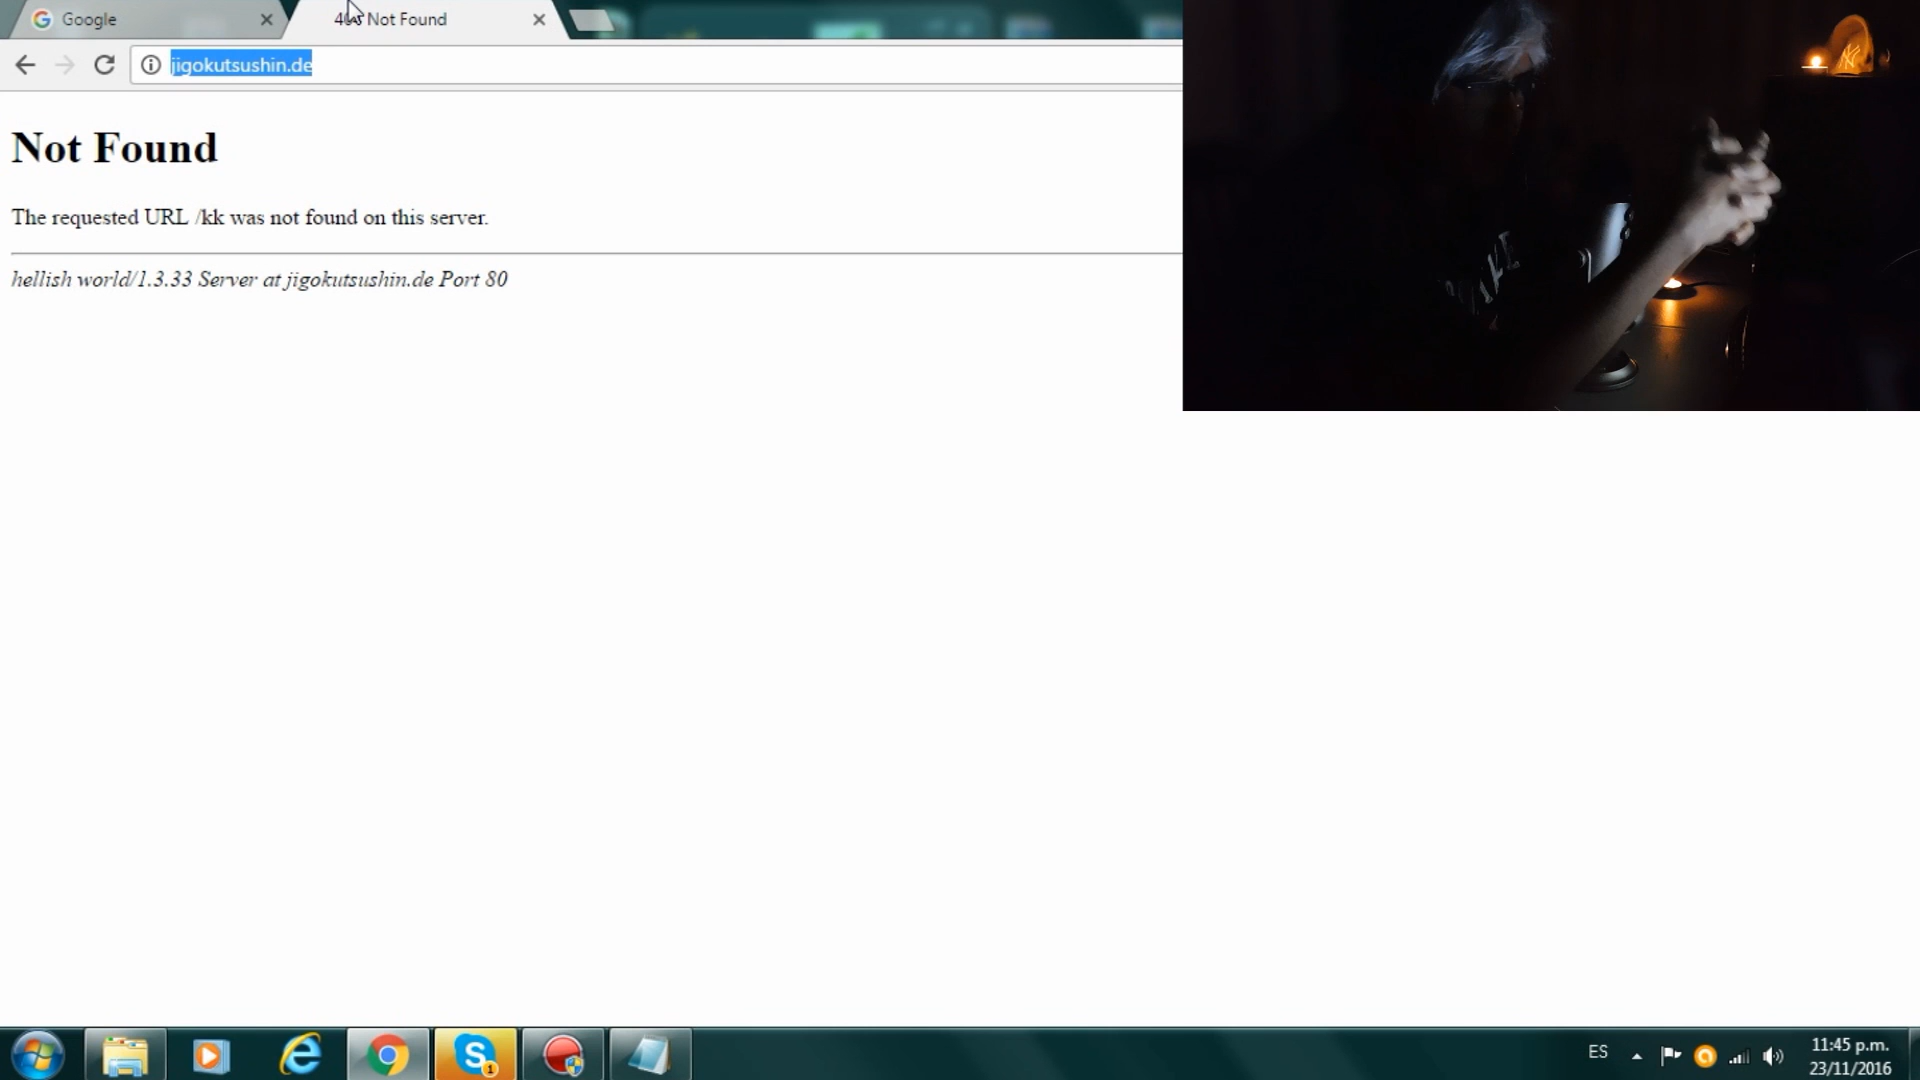 Google
Not Found
jigokutsushin.de
Not Found
The requested URL /kk was not found on this server.
hellish world/1.3.33 Server at jigokutsushin.de Port 80
ES
11:45 p.m.
23/11/2016
1